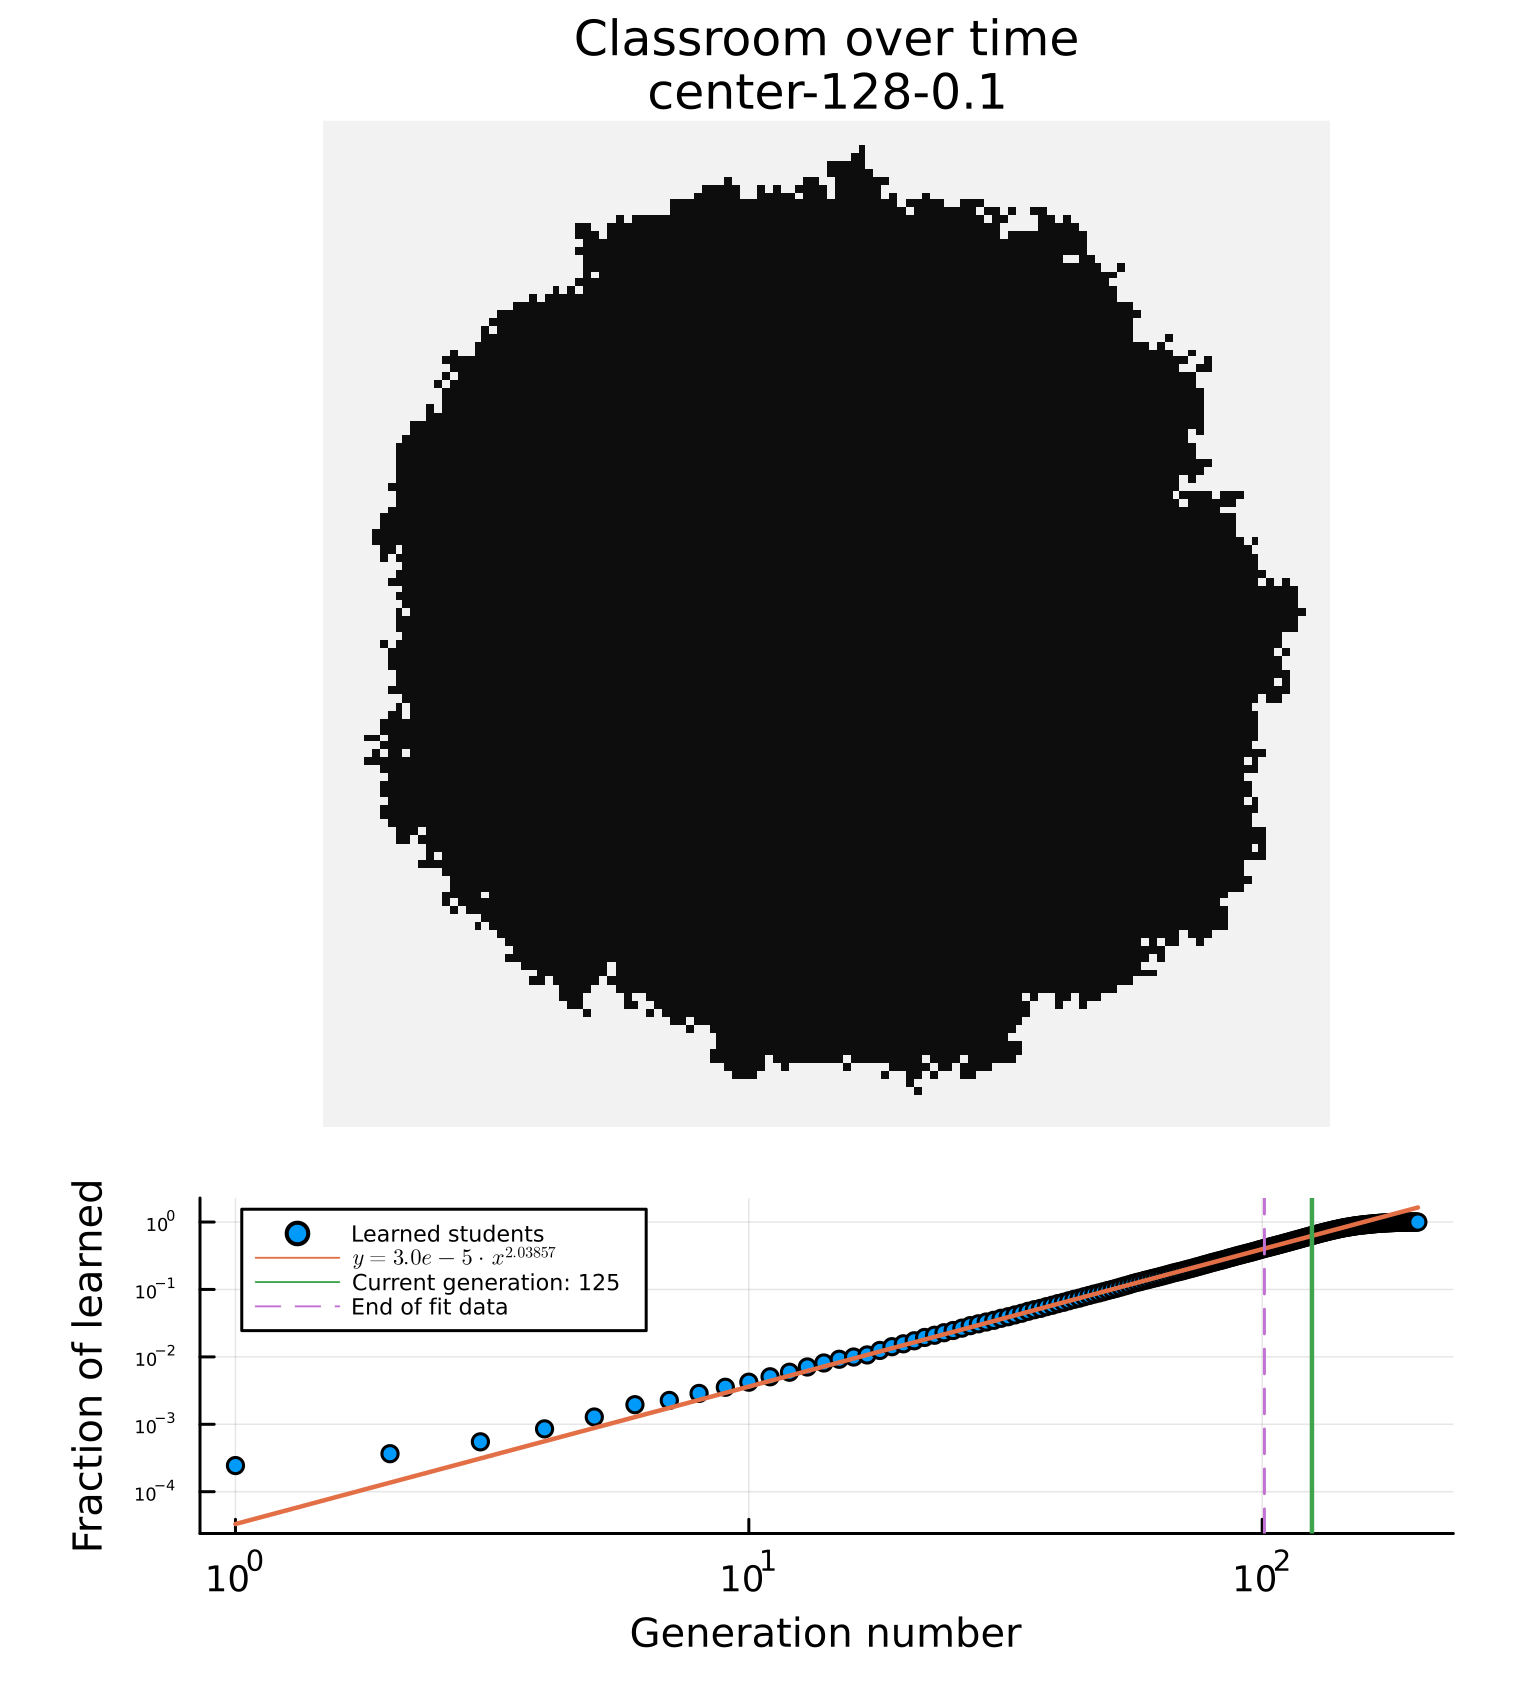 Classroom over time
center-128-0.1
Fraction of learned
10⁰
10⁻¹
10⁻²
10⁻³
10⁻⁴
Learned students
y = 3.0e − 5 · x^2.03857
Current generation: 125
End of fit data
10⁰ 10¹ 10²
Generation number